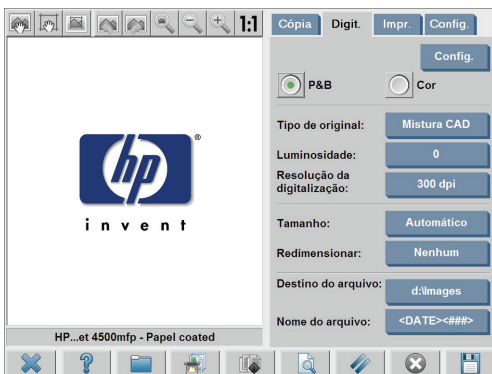 1:1
Cópia
Digit.
Impr.
Config.
Config.
P&B
Cor
Tipo de original:
Mistura CAD
Luminosidade:
0
Resolução da
digitalização:
300 dpi
Tamanho:
Automático
Redimensionar:
Nenhum
Destino do arquivo:
d:\Images
Nome do arquivo:
<DATE><###>
hp
®
invent
HP...et 4500mfp - Papel coated
?